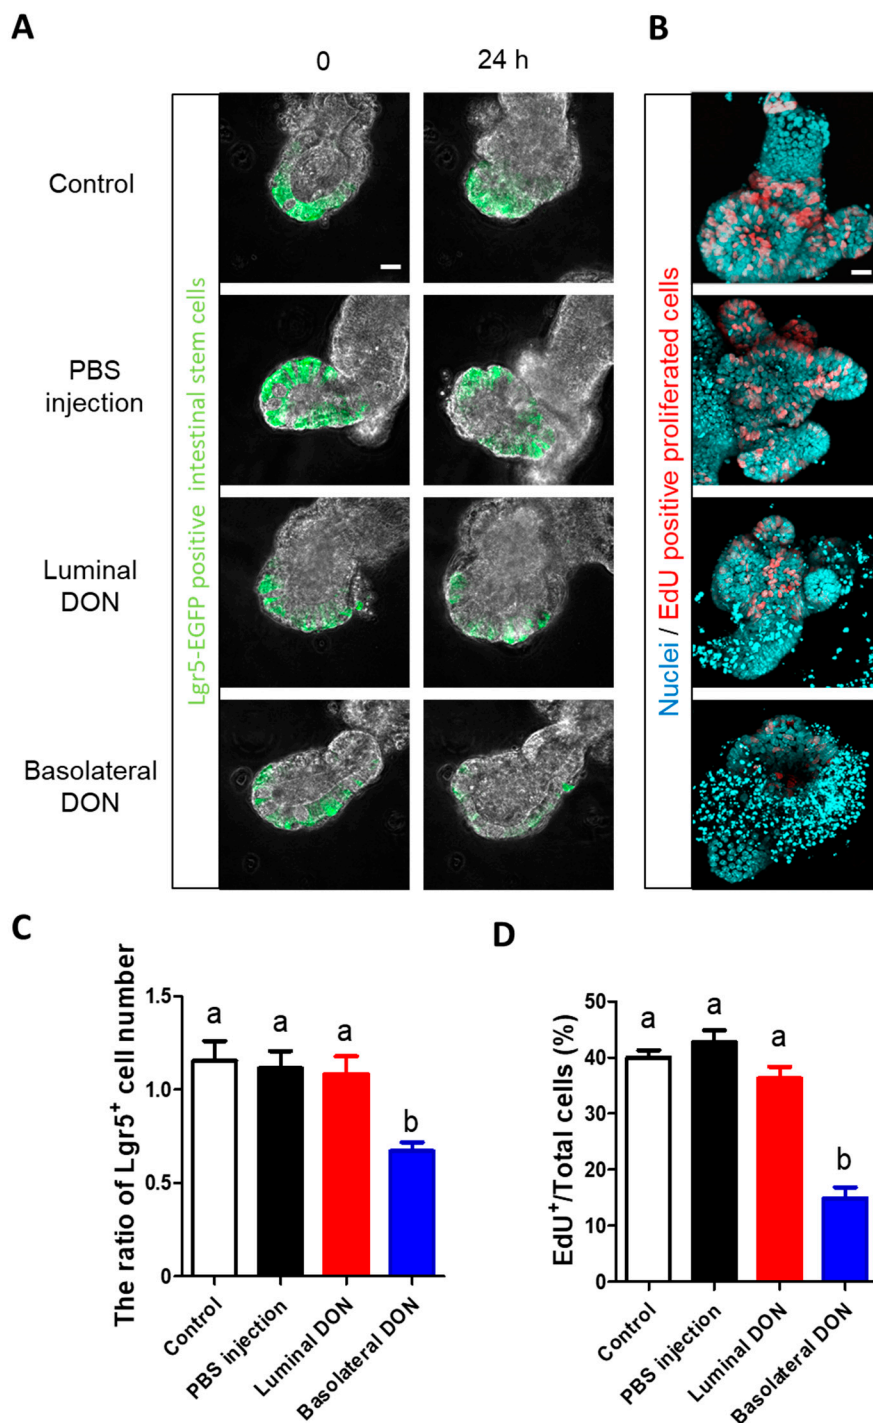 A
B
0
24 h
Control
PBS
injection
Luminal
DON
Basolateral
DON
Lgr5-EGFP positive intestinal stem cells
Nuclei / EdU positive proliferated cells
C
D
The ratio of Lgr5⁺ cell number
1.5
1.0
0.5
0
a
a
a
b
Control
PBS injection
Luminal DON
Basolateral DON
EdU⁺/Total cells (%)
50
40
30
20
10
0
a
a
a
b
Control
PBS injection
Luminal DON
Basolateral DON